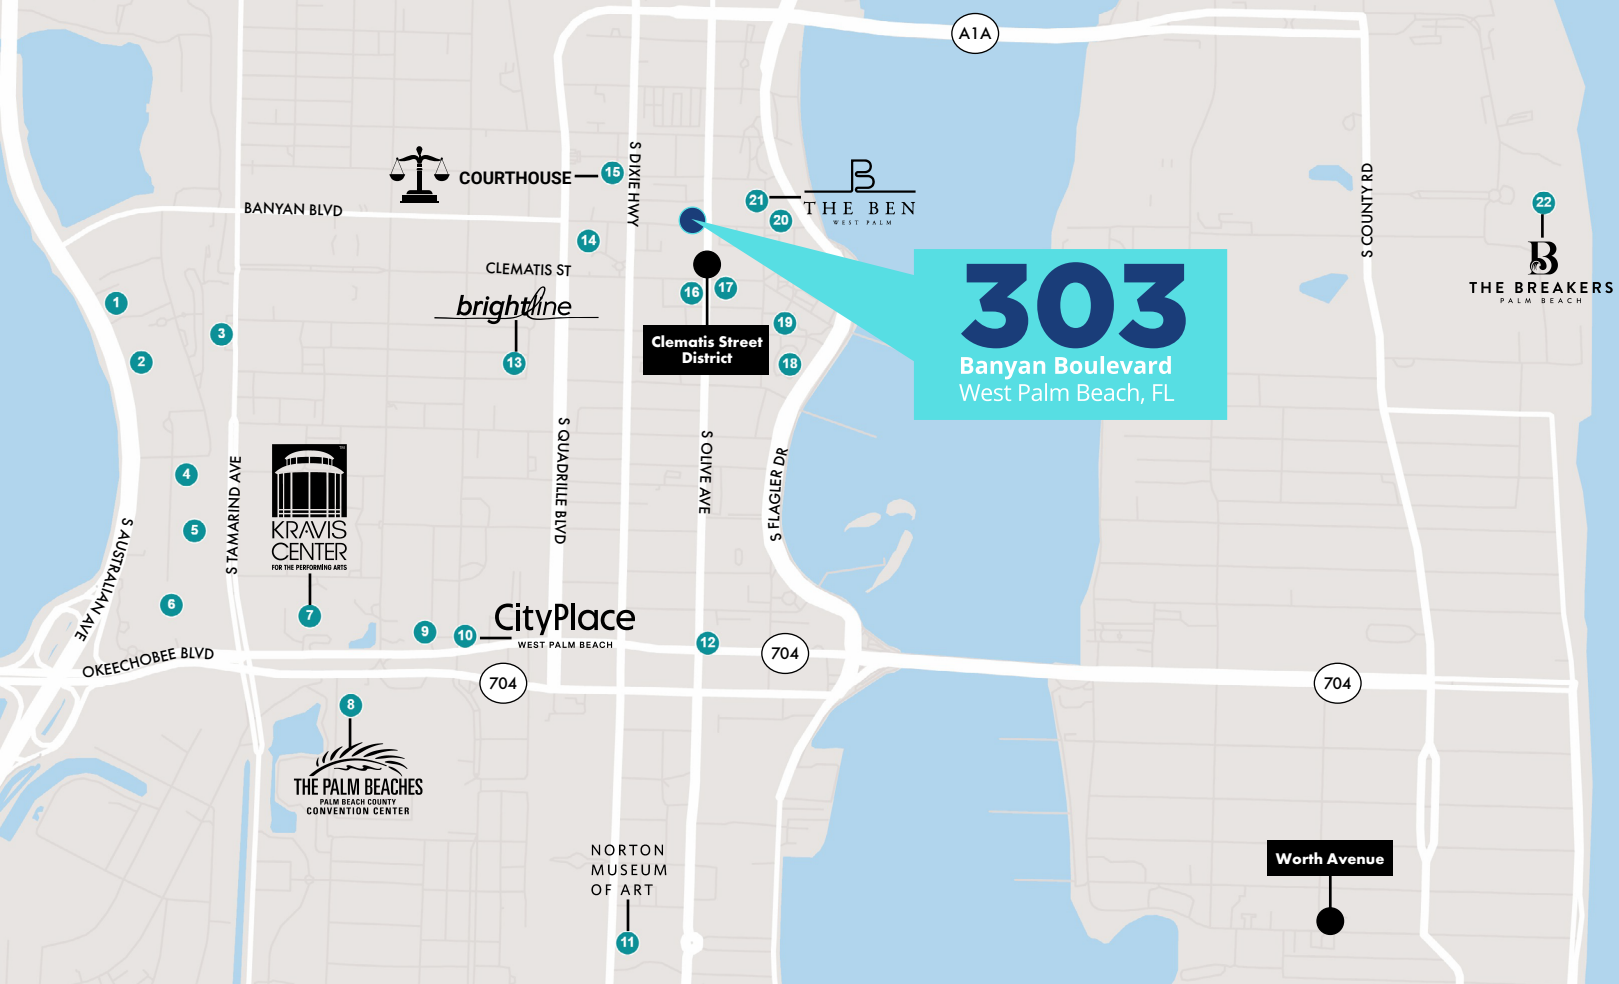 A1A
S DIXIE HWY
COURTHOUSE
15
BANYAN BLVD
21
20
THE BEN
WEST PALM
S COUNTY RD
22
THE BREAKERS
PALM BEACH
14
CLEMATIS ST
brightline
13
1
2
3
16
17
Clematis Street
District
19
18
303
Banyan Boulevard
West Palm Beach, FL
4
5
6
S AUSTRALIAN AVE
S TAMARIND AVE
KRAVIS
CENTER
FOR THE PERFORMING ARTS
7
S QUADRILLE BLVD
S OLIVE AVE
S FLAGLER DR
9
10
CityPlace
WEST PALM BEACH
12
704
OKEECHOBEE BLVD
704
704
8
THE PALM BEACHES
PALM BEACH COUNTY
CONVENTION CENTER
NORTON
MUSEUM
OF ART
11
Worth Avenue